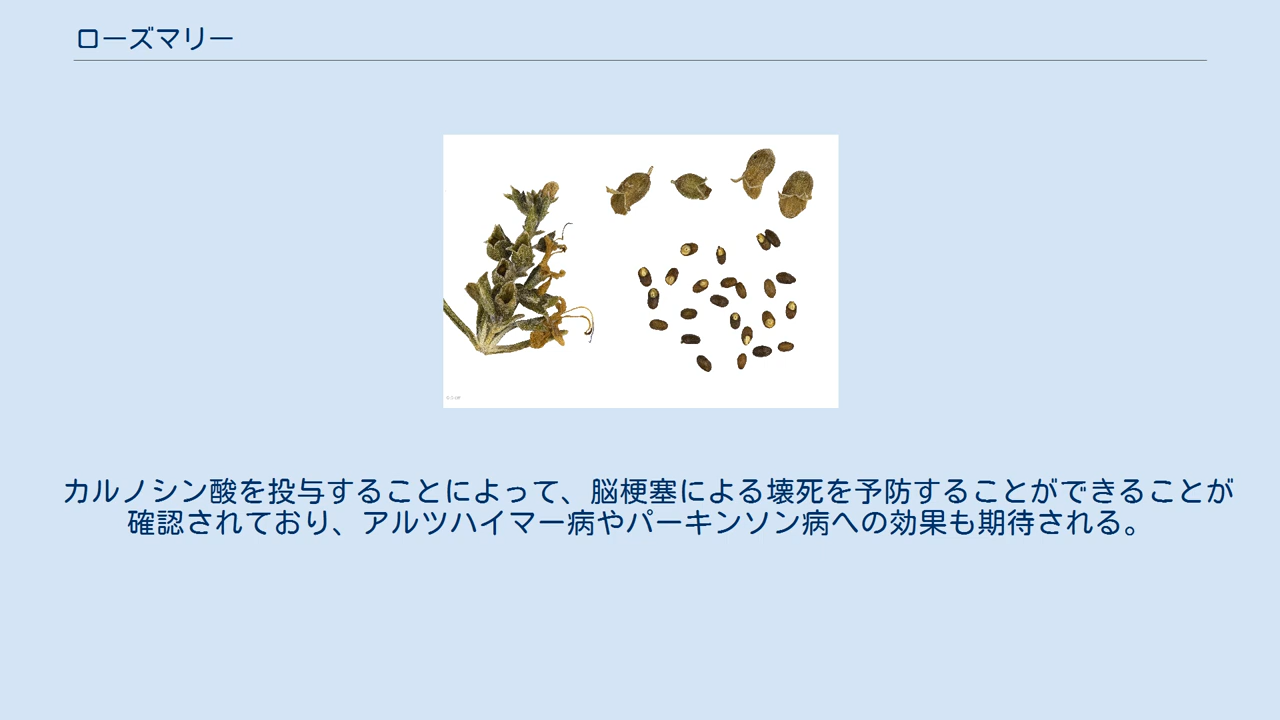 ローズマリー
カルノシン酸を投与することによって、脳梗塞による壊死を予防することができることが
確認されており、アルツハイマー病やパーキンソン病への効果も期待される。